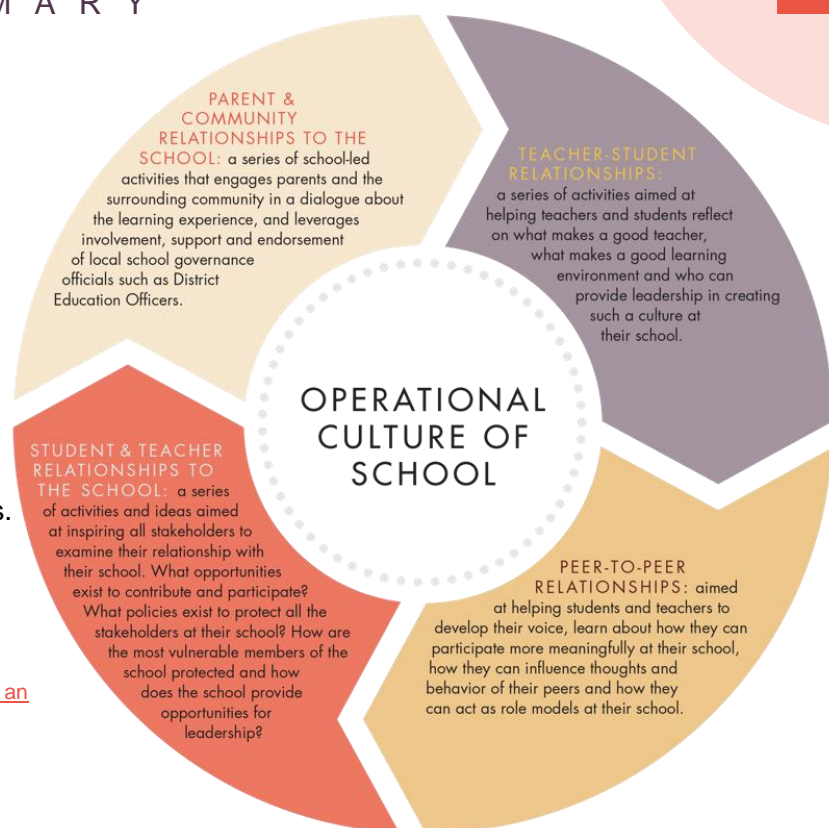 M A R Y
PARENT &
COMMUNITY
RELATIONSHIPS TO THE
SCHOOL: a series of school-led
activities that engages parents and the
surrounding community in a dialogue about
the learning experience, and leverages
involvement, support and endorsement
of local school governance
officials such as District
Education Officers.
TEACHER-STUDENT
RELATIONSHIPS:
a series of activities aimed at
helping teachers and students reflect
on what makes a good teacher,
what makes a good learning
environment and who can
provide leadership in creating
such a culture at
their school.
OPERATIONAL
CULTURE OF
SCHOOL
STUDENT & TEACHER
RELATIONSHIPS TO
THE SCHOOL: a series
of activities and ideas aimed
at inspiring all stakeholders to
examine their relationship with
their school. What opportunities
exist to contribute and participate?
What policies exist to protect all the
stakeholders at their school? How are
the most vulnerable members of the
school protected and how
does the school provide
opportunities for
leadership?
PEER-TO-PEER
RELATIONSHIPS: aimed
at helping students and teachers to
develop their voice, learn about how they can
participate more meaningfully at their school,
how they can influence thoughts and
behavior of their peers and how they
can act as role models at their school.
s.
an